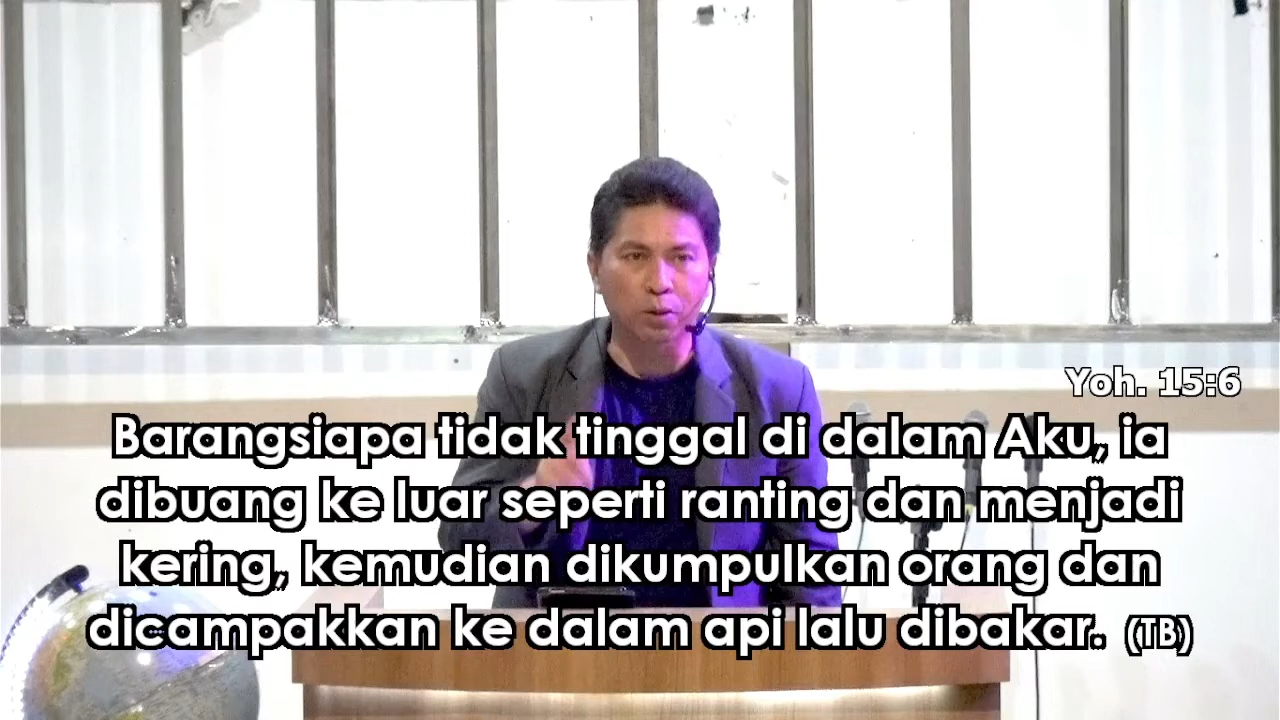 Yoh. 15:6
Barangsiapa tidak tinggal di dalam Aku, ia
dibuang ke luar seperti ranting dan menjadi
kering, kemudian dikumpulkan orang dan
dicampakkan ke dalam api lalu dibakar. (TB)